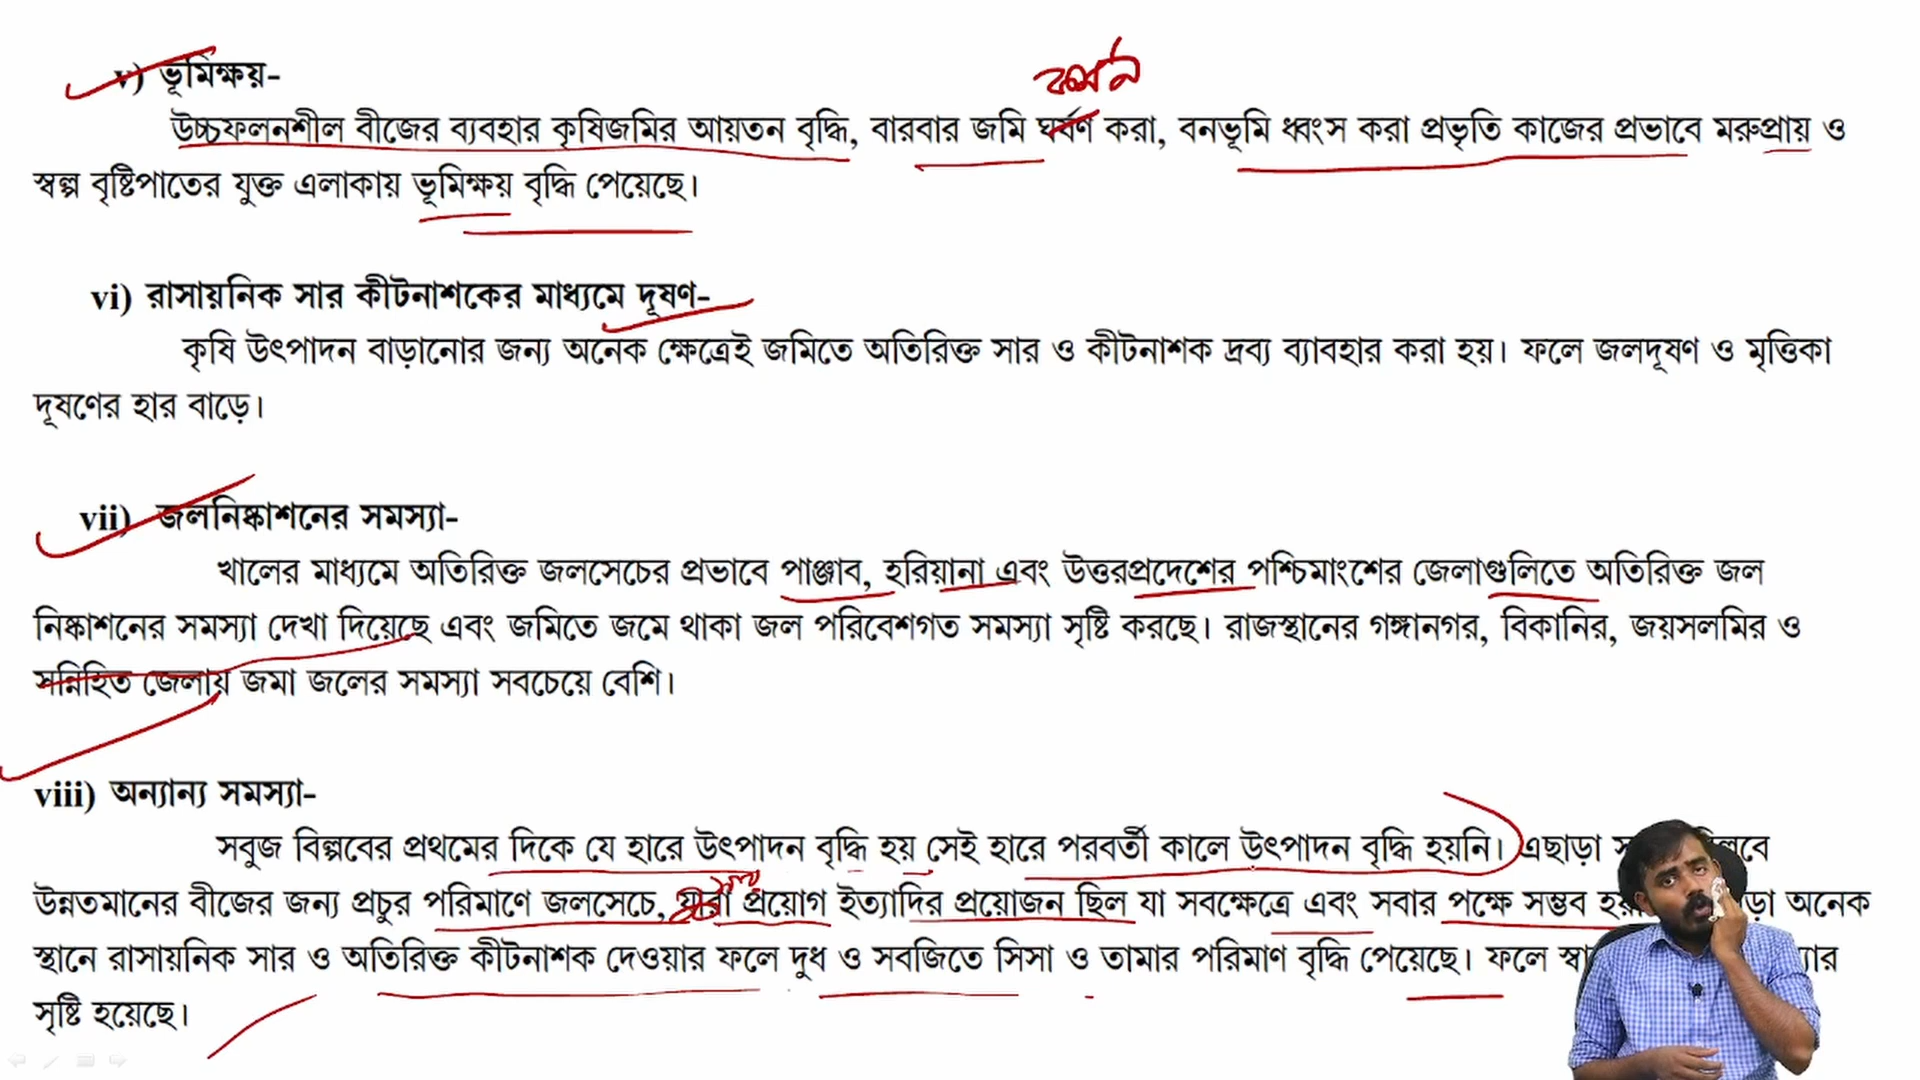 v) ভূমিক্ষয়-
কর্ষন
উচ্চফলনশীল বীজের ব্যবহার কৃষিজমির আয়তন বৃদ্ধি, বারবার জমি ঘর্ষণ করা, বনভূমি ধ্বংস করা প্রভৃতি কাজের প্রভাবে মরুপ্রায় ও
স্বল্প বৃষ্টিপাতের যুক্ত এলাকায় ভূমিক্ষয় বৃদ্ধি পেয়েছে।
vi) রাসায়নিক সার কীটনাশকের মাধ্যমে দূষণ-
কৃষি উৎপাদন বাড়ানোর জন্য অনেক ক্ষেত্রেই জমিতে অতিরিক্ত সার ও কীটনাশক দ্রব্য ব্যাবহার করা হয়। ফলে জলদূষণ ও মৃত্তিকা
দূষণের হার বাড়ে।
vii) জলনিষ্কাশনের সমস্যা-
খালের মাধ্যমে অতিরিক্ত জলসেচের প্রভাবে পাঞ্জাব, হরিয়ানা এবং উত্তরপ্রদেশের পশ্চিমাংশের জেলাগুলিতে অতিরিক্ত জল
নিষ্কাশনের সমস্যা দেখা দিয়েছে এবং জমিতে জমে থাকা জল পরিবেশগত সমস্যা সৃষ্টি করছে। রাজস্থানের গঙ্গানগর, বিকানির, জয়সলমির ও
সন্নিহিত জেলায় জমা জলের সমস্যা সবচেয়ে বেশি।
viii) অন্যান্য সমস্যা-
সবুজ বিল্পবের প্রথমের দিকে যে হারে উৎপাদন বৃদ্ধি হয় সেই হারে পরবর্তী কালে উৎপাদন বৃদ্ধি হয়নি। এছাড়া
উন্নতমানের বীজের জন্য প্রচুর পরিমাণে জলসেচে, প্রয়োগ ইত্যাদির প্রয়োজন ছিল যা সবক্ষেত্রে এবং সবার পক্ষে সম্ভব অনেক
স্থানে রাসায়নিক সার ও অতিরিক্ত কীটনাশক দেওয়ার ফলে দুধ ও সবজিতে সিসা ও তামার পরিমাণ বৃদ্ধি পেয়েছে। ফলে
সৃষ্টি হয়েছে।